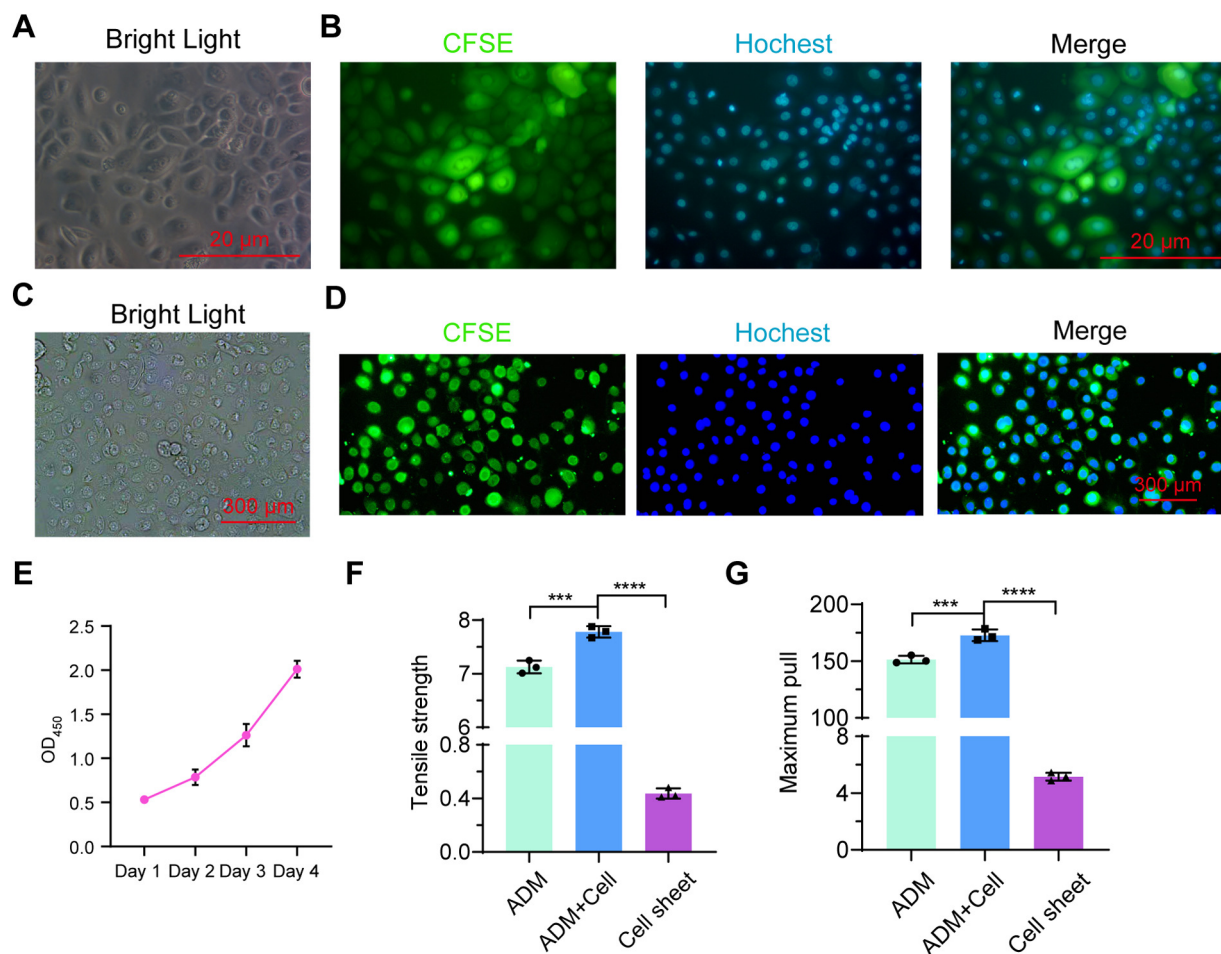 A
Bright Light
20 µm
B
CFSE
Hochest
Merge
20 µm
C
Bright Light
300 µm
D
CFSE
Hochest
Merge
300 µm
E
2.5
2.0
1.5
1.0
0.5
0.0
OD450
Day 1 Day 2 Day 3 Day 4
F
*** ****
8
7
6
0.8
0.4
0.0
Tensile strength
ADM
ADM+Cell
Cell sheet
G
*** ****
200
150
100
8
4
0
Maximum pull
ADM
ADM+Cell
Cell sheet